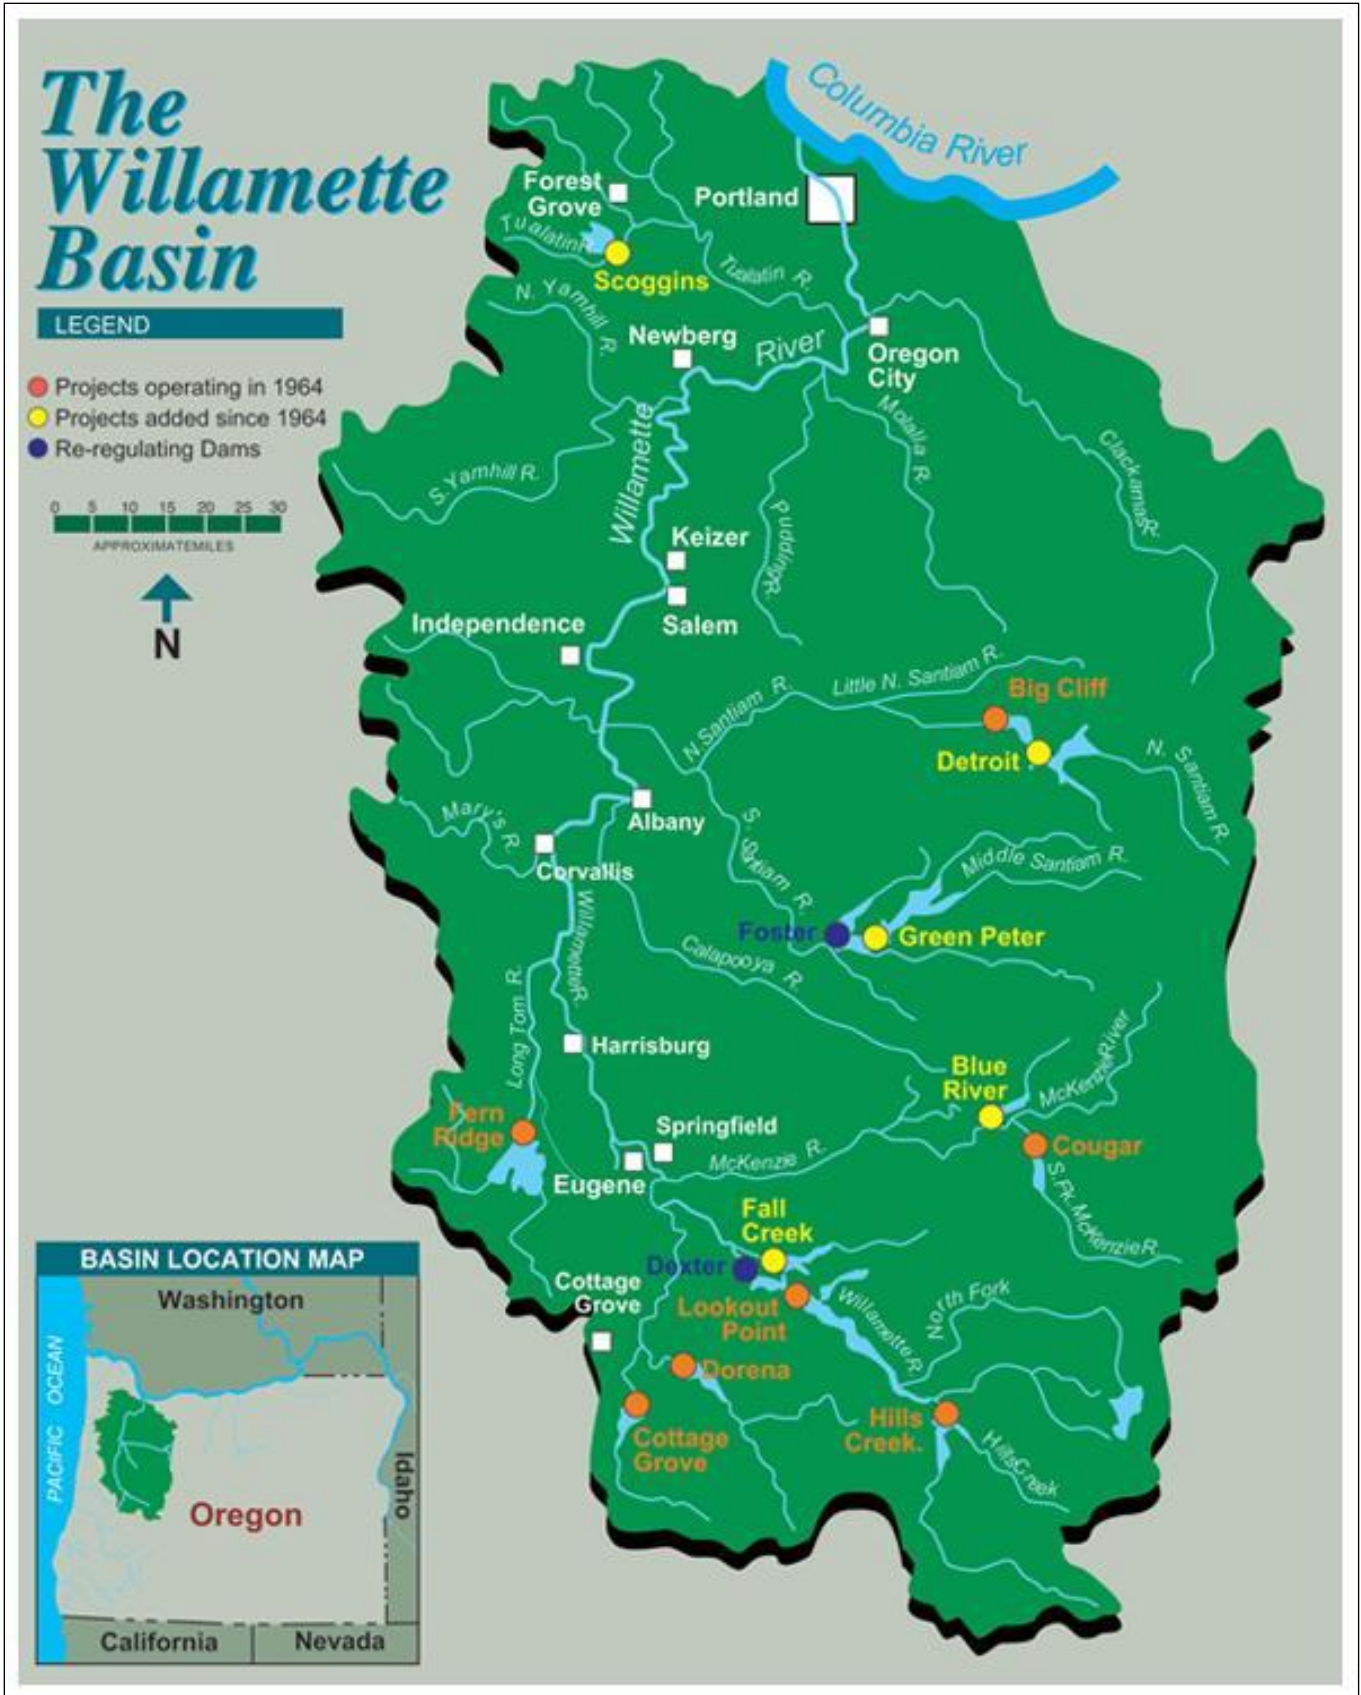 The
Willamette
Basin
LEGEND
Projects operating in 1964
Projects added since 1964
Re-regulating Dams
0 5 10 15 20 25 30
APPROXIMATEMILES
N
Columbia River
Forest
Grove
Portland
Tualatin R.
Scoggins
Tualatin R.
N. Yamhill R.
Newberg
River
Oregon
City
Willamette
Molalla R.
Clackamas R.
S. Yamhill R.
Pudding R.
Keizer
Salem
Independence
Little N. Santiam R.
N. Santiam R.
Big Cliff
Detroit
N. Santiam R.
Albany
Mary's R.
Corvallis
S. Santiam R.
Middle Santiam R.
Foster
Green Peter
Willamette R.
Calapooya R.
Long Tom R.
Harrisburg
Blue
River
McKenzie River
Fern
Ridge
Springfield
McKenzie R.
Cougar
Eugene
S. Fk. McKenzie R.
Fall
Creek
Dexter
Cottage
Grove
Lookout
Point
Willamette R.
North Fork
Dorena
Hills
Creek.
Cottage
Grove
Hills Creek
BASIN LOCATION MAP
Washington
PACIFIC OCEAN
Idaho
Oregon
California
Nevada